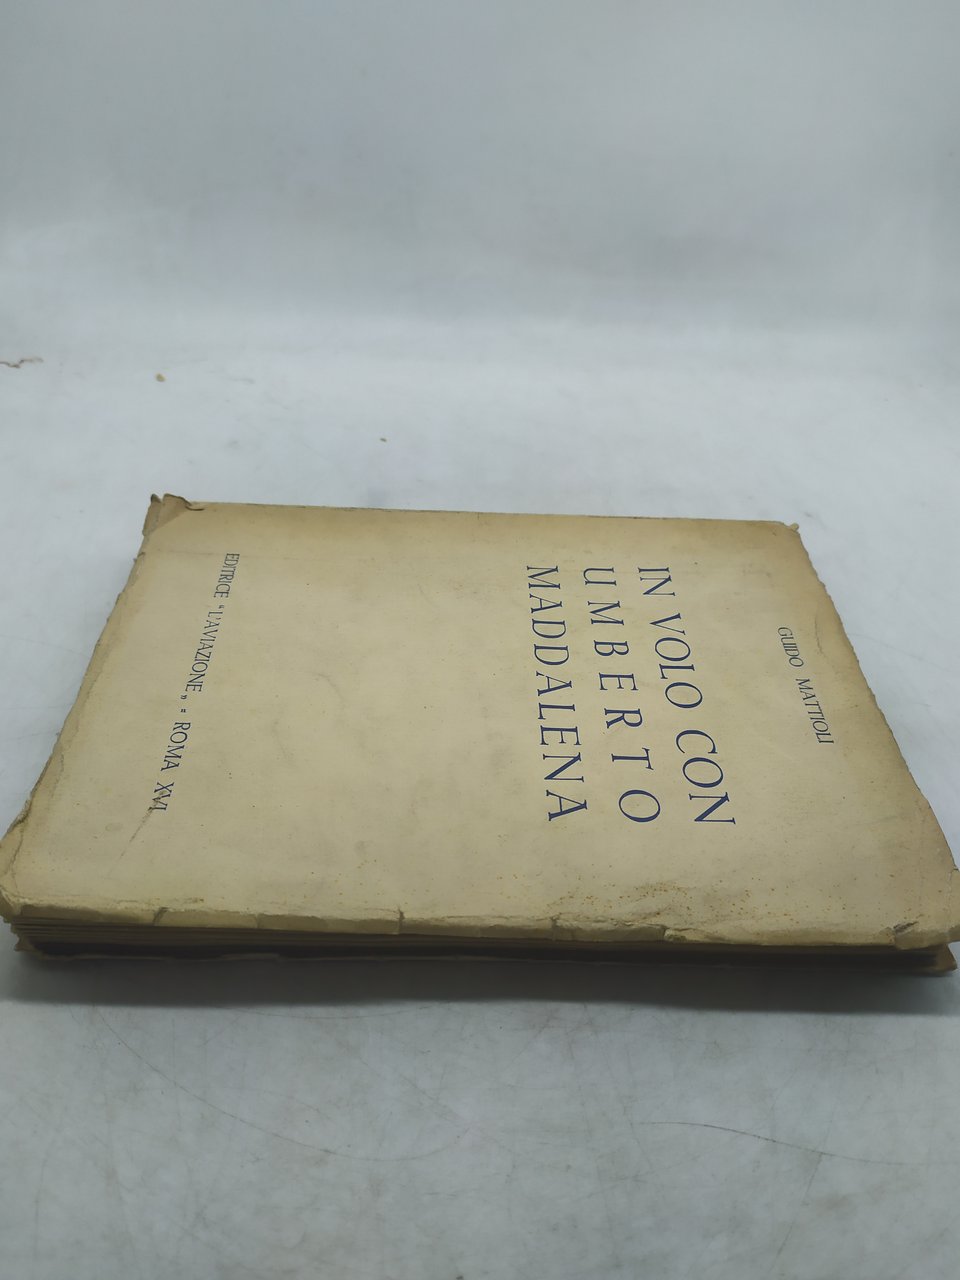 GUIDO MATTIOLI
IN VOLO CON
UMBERTO
MADDALENA
EDITRICE "L'AVIAZIONE" - ROMA XVI